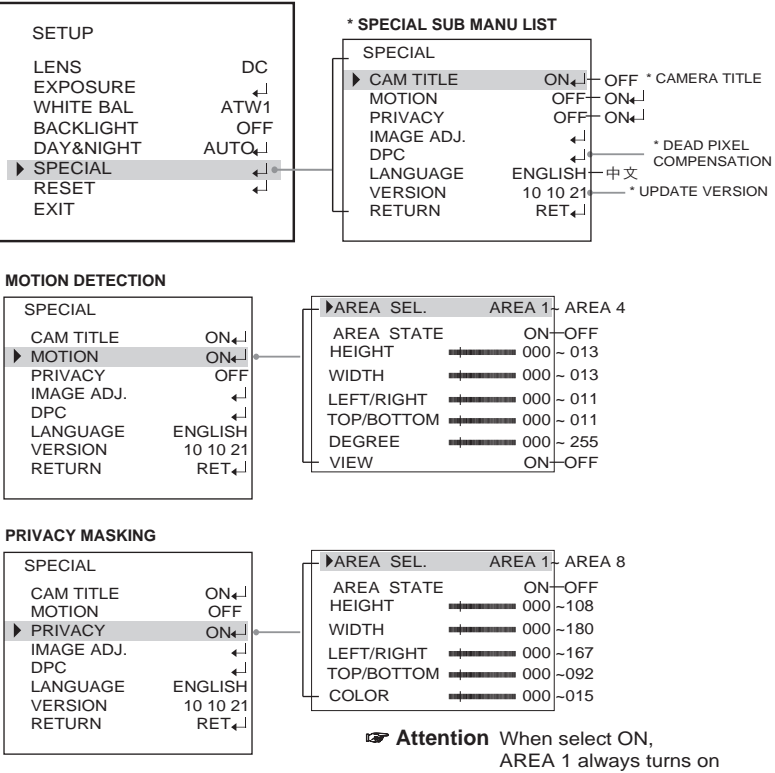 * SPECIAL SUB MANU LIST
SETUP
LENS DC
EXPOSURE ↵
WHITE BAL ATW1
BACKLIGHT OFF
DAY&NIGHT AUTO↵
SPECIAL ↵
RESET ↵
EXIT
SPECIAL
CAM TITLE ON↵ OFF * CAMERA TITLE
MOTION OFF ON↵
PRIVACY OFF ON↵
IMAGE ADJ. ↵
DPC ↵ * DEAD PIXEL
COMPENSATION
LANGUAGE ENGLISH 中文
VERSION 10 10 21 * UPDATE VERSION
RETURN RET↵
MOTION DETECTION
SPECIAL
CAM TITLE ON↵
MOTION ON↵
PRIVACY OFF
IMAGE ADJ. ↵
DPC ↵
LANGUAGE ENGLISH
VERSION 10 10 21
RETURN RET↵
AREA SEL. AREA 1~ AREA 4
AREA STATE ON OFF
HEIGHT 000 ~ 013
WIDTH 000 ~ 013
LEFT/RIGHT 000 ~ 011
TOP/BOTTOM 000 ~ 011
DEGREE 000 ~ 255
VIEW ON OFF
PRIVACY MASKING
SPECIAL
CAM TITLE ON↵
MOTION OFF
PRIVACY ON↵
IMAGE ADJ. ↵
DPC ↵
LANGUAGE ENGLISH
VERSION 10 10 21
RETURN RET↵
AREA SEL. AREA 1~ AREA 8
AREA STATE ON OFF
HEIGHT 000 ~108
WIDTH 000 ~180
LEFT/RIGHT 000 ~167
TOP/BOTTOM 000 ~092
COLOR 000 ~015
☞ Attention When select ON,
AREA 1 always turns on